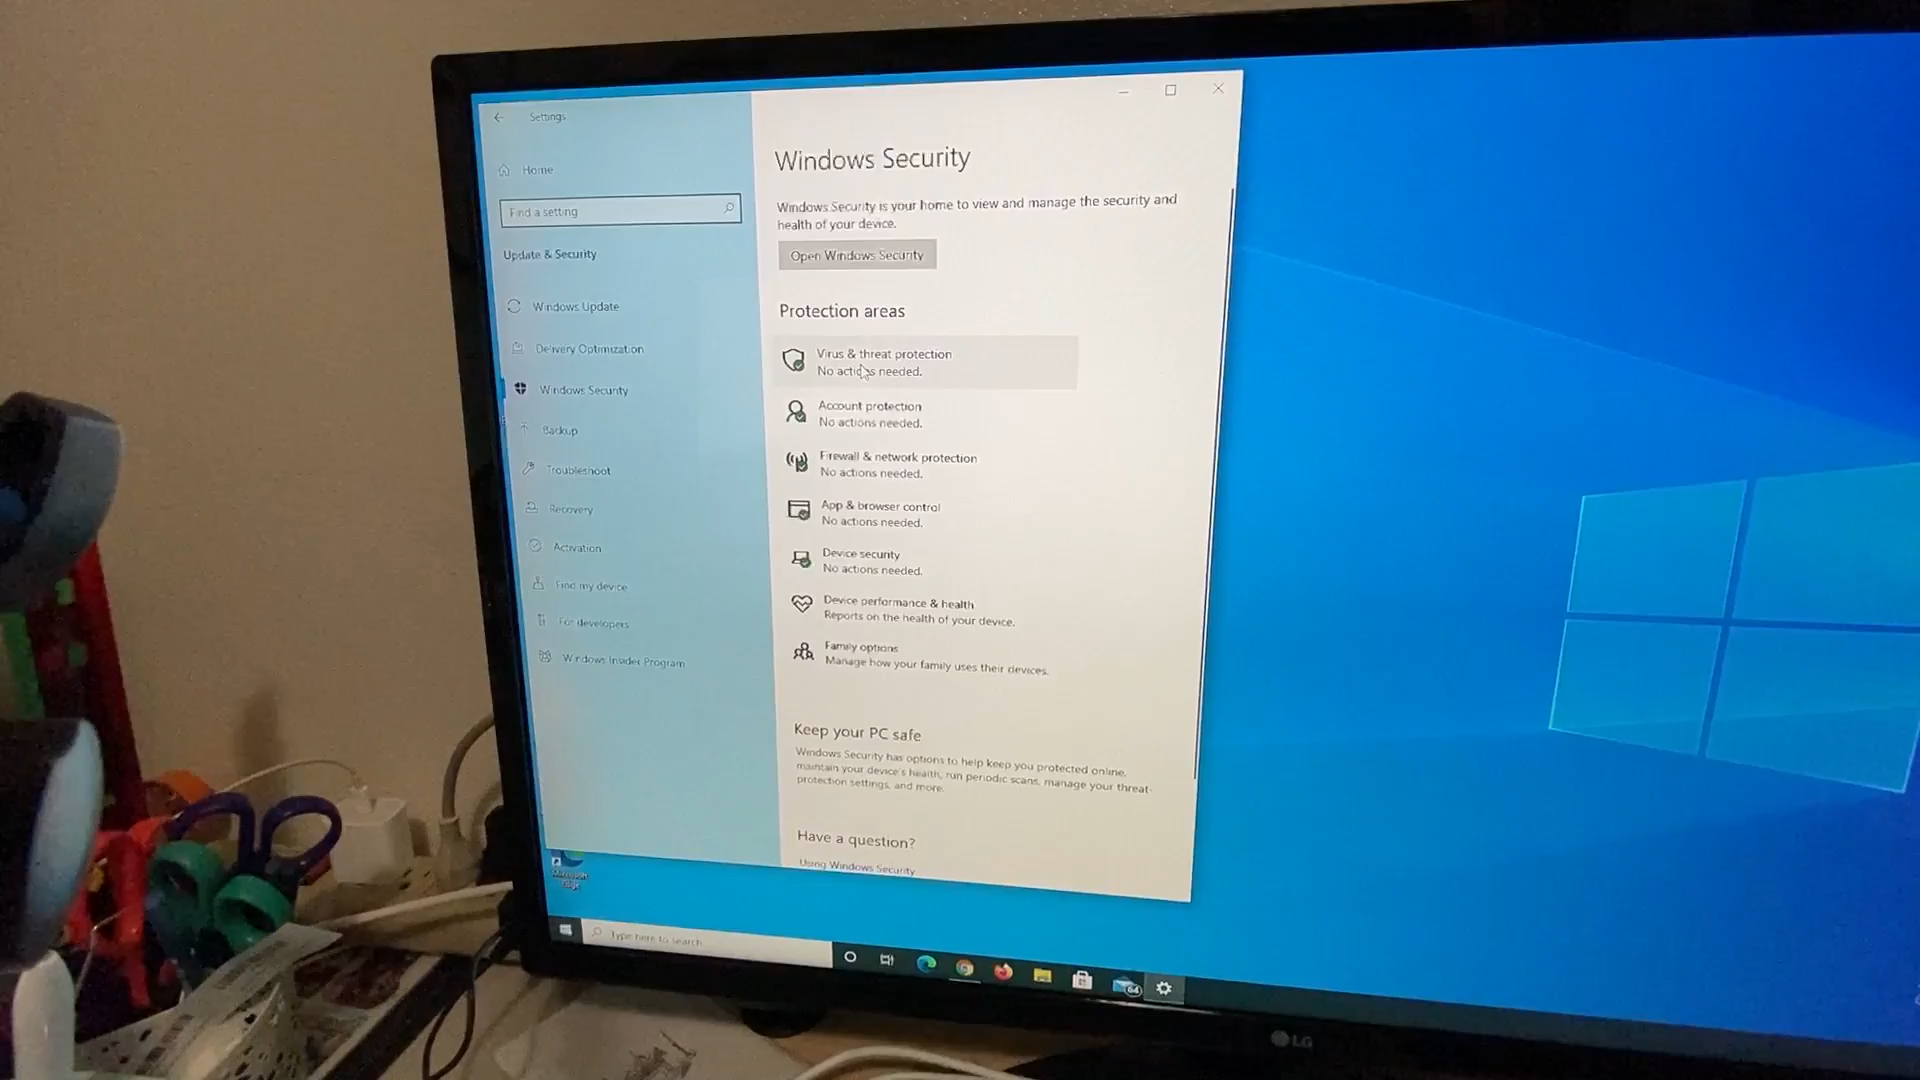 Settings
Home
Find a setting
Update & Security
Windows Update
Delivery Optimization
Windows Security
Backup
Troubleshoot
Recovery
Activation
Find my device
For developers
Windows Insider Program
Windows Security
Windows Security is your home to view and manage the security and
health of your device.
Open Windows Security
Protection areas
Virus & threat protection
No actions needed.
Account protection
No actions needed.
Firewall & network protection
No actions needed.
App & browser control
No actions needed.
Device security
No actions needed.
Device performance & health
Reports on the health of your device.
Family options
Manage how your family uses their devices.
Keep your PC safe
Windows Security has options to help keep you protected online,
maintain your device's health, run periodic scans, manage your threat-
protection settings, and more.
Have a question?
Using Windows Security
Microsoft
Edge
Type here to search
64
LG